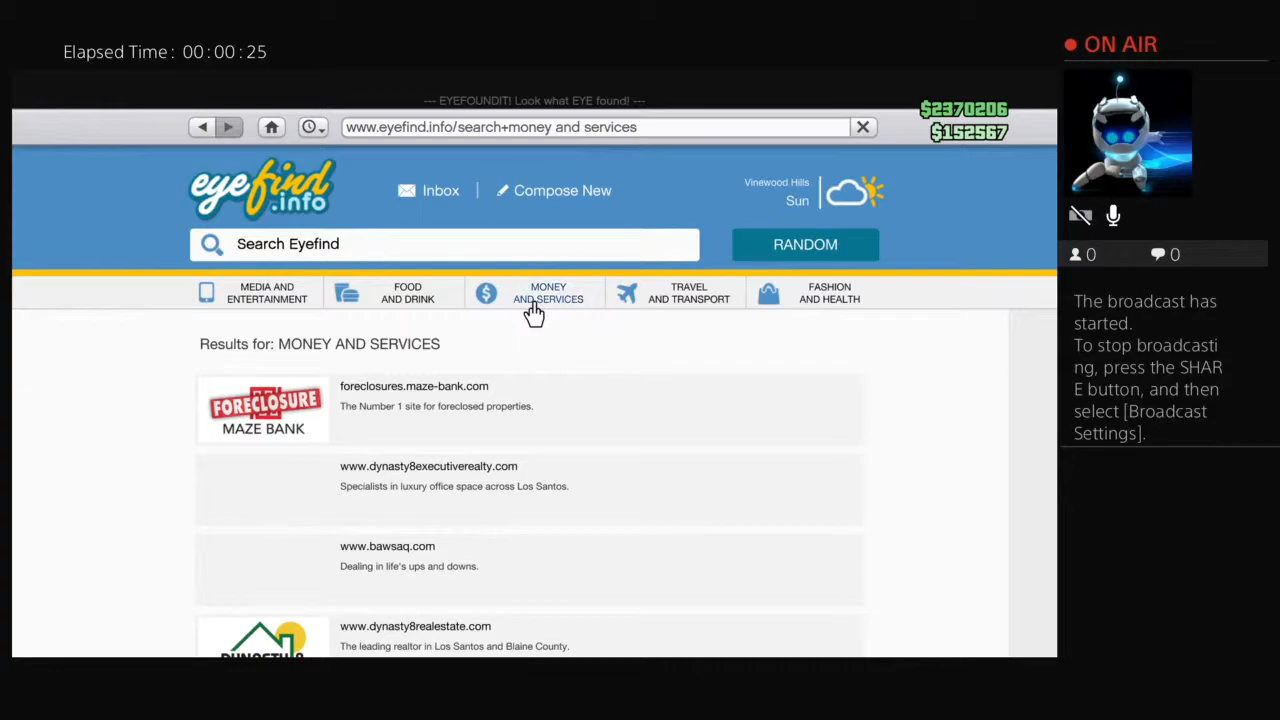 Elapsed Time: 00:00:25
ON AIR
--- EYEFOUNDIT! Look what EYE found! ---
$2370206
www.eyefind.info/search+money and services
$152567
eyefind
.info
Inbox
Compose New
Vinewood Hills
Sun
Search Eyefind
RANDOM
0
0
MEDIA AND
ENTERTAINMENT
FOOD
AND DRINK
MONEY
AND SERVICES
TRAVEL
AND TRANSPORT
FASHION
AND HEALTH
The broadcast has
started.
To stop broadcasti
ng, press the SHAR
E button, and then
select [Broadcast
Settings].
Results for: MONEY AND SERVICES
FORECLOSURE
MAZE BANK
foreclosures.maze-bank.com
The Number 1 site for foreclosed properties.
www.dynasty8executiverealty.com
Specialists in luxury office space across Los Santos.
www.bawsaq.com
Dealing in life's ups and downs.
DYNASTY 8
www.dynasty8realestate.com
The leading realtor in Los Santos and Blaine County.